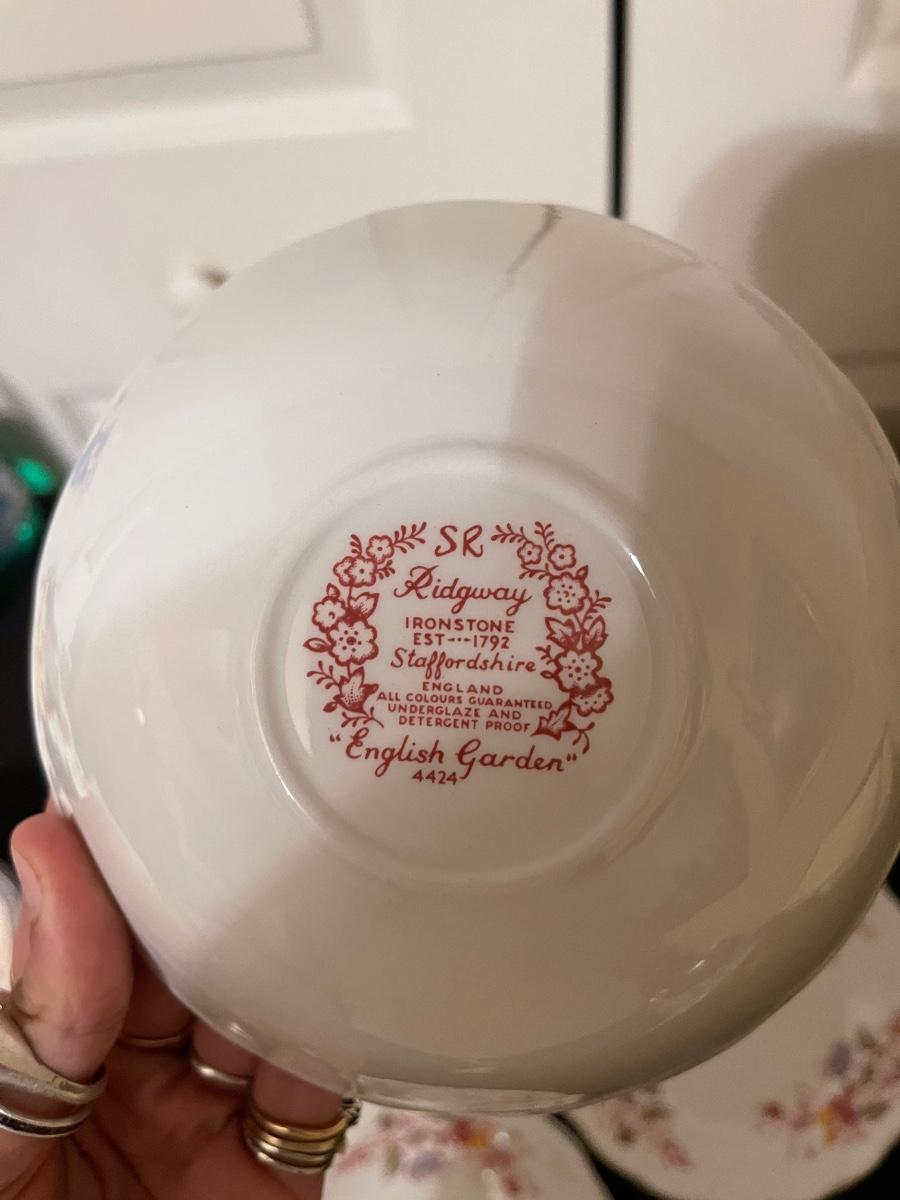 SR
Ridgway
IRONSTONE
EST---1792
Staffordshire
ENGLAND
ALL COLOURS GUARANTEED
UNDERGLAZE AND
DETERGENT PROOF
"English Garden"
4424